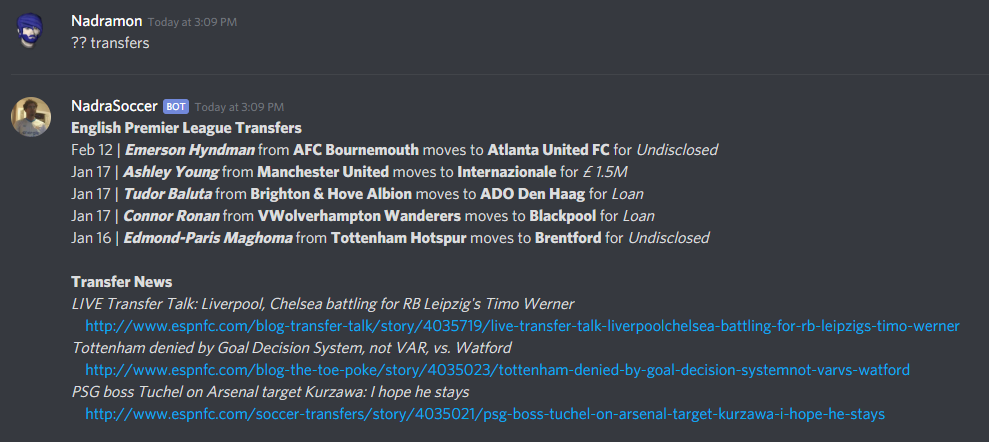 Nadramon Today at 3:09 PM
?? transfers
NadraSoccer BOT Today at 3:09 PM
English Premier League Transfers
Feb 12 | Emerson Hyndman from AFC Bournemouth moves to Atlanta United FC for Undisclosed
Jan 17 | Ashley Young from Manchester United moves to Internazionale for £ 1.5M
Jan 17 | Tudor Baluta from Brighton & Hove Albion moves to ADO Den Haag for Loan
Jan 17 | Connor Ronan from VWolverhampton Wanderers moves to Blackpool for Loan
Jan 16 | Edmond-Paris Maghoma from Tottenham Hotspur moves to Brentford for Undisclosed
Transfer News
LIVE Transfer Talk: Liverpool, Chelsea battling for RB Leipzig's Timo Werner
http://www.espnfc.com/blog-transfer-talk/story/4035719/live-transfer-talk-liverpoolchelsea-battling-for-rb-leipzigs-timo-werner
Tottenham denied by Goal Decision System, not VAR, vs. Watford
http://www.espnfc.com/blog-the-toe-poke/story/4035023/tottenham-denied-by-goal-decision-systemnot-varvs-watford
PSG boss Tuchel on Arsenal target Kurzawa: I hope he stays
http://www.espnfc.com/soccer-transfers/story/4035021/psg-boss-tuchel-on-arsenal-target-kurzawa-i-hope-he-stays